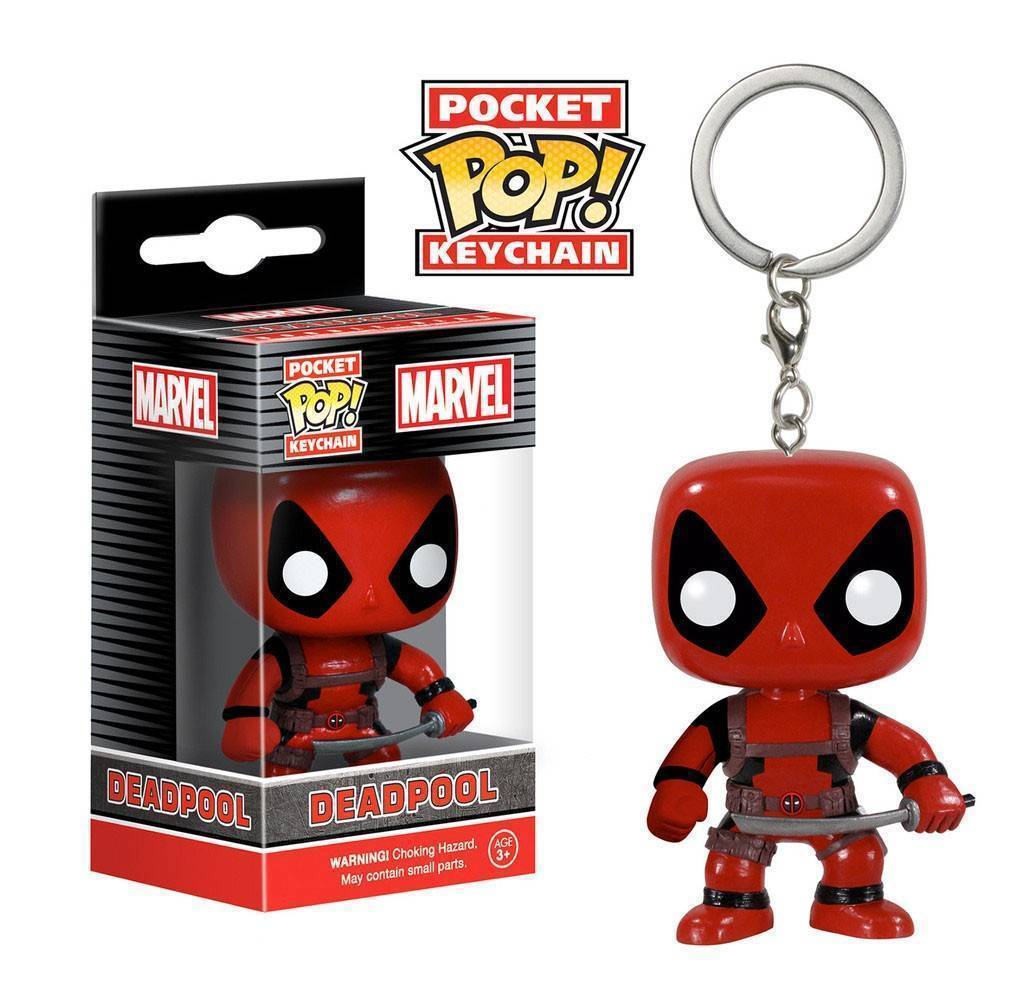 POCKET
POP!
KEYCHAIN
MARVEL
MARVEL
POCKET
POP!
KEYCHAIN
MARVEL
DEADPOOL
DEADPOOL
WARNING! Choking Hazard.
May contain small parts.
AGE
3+